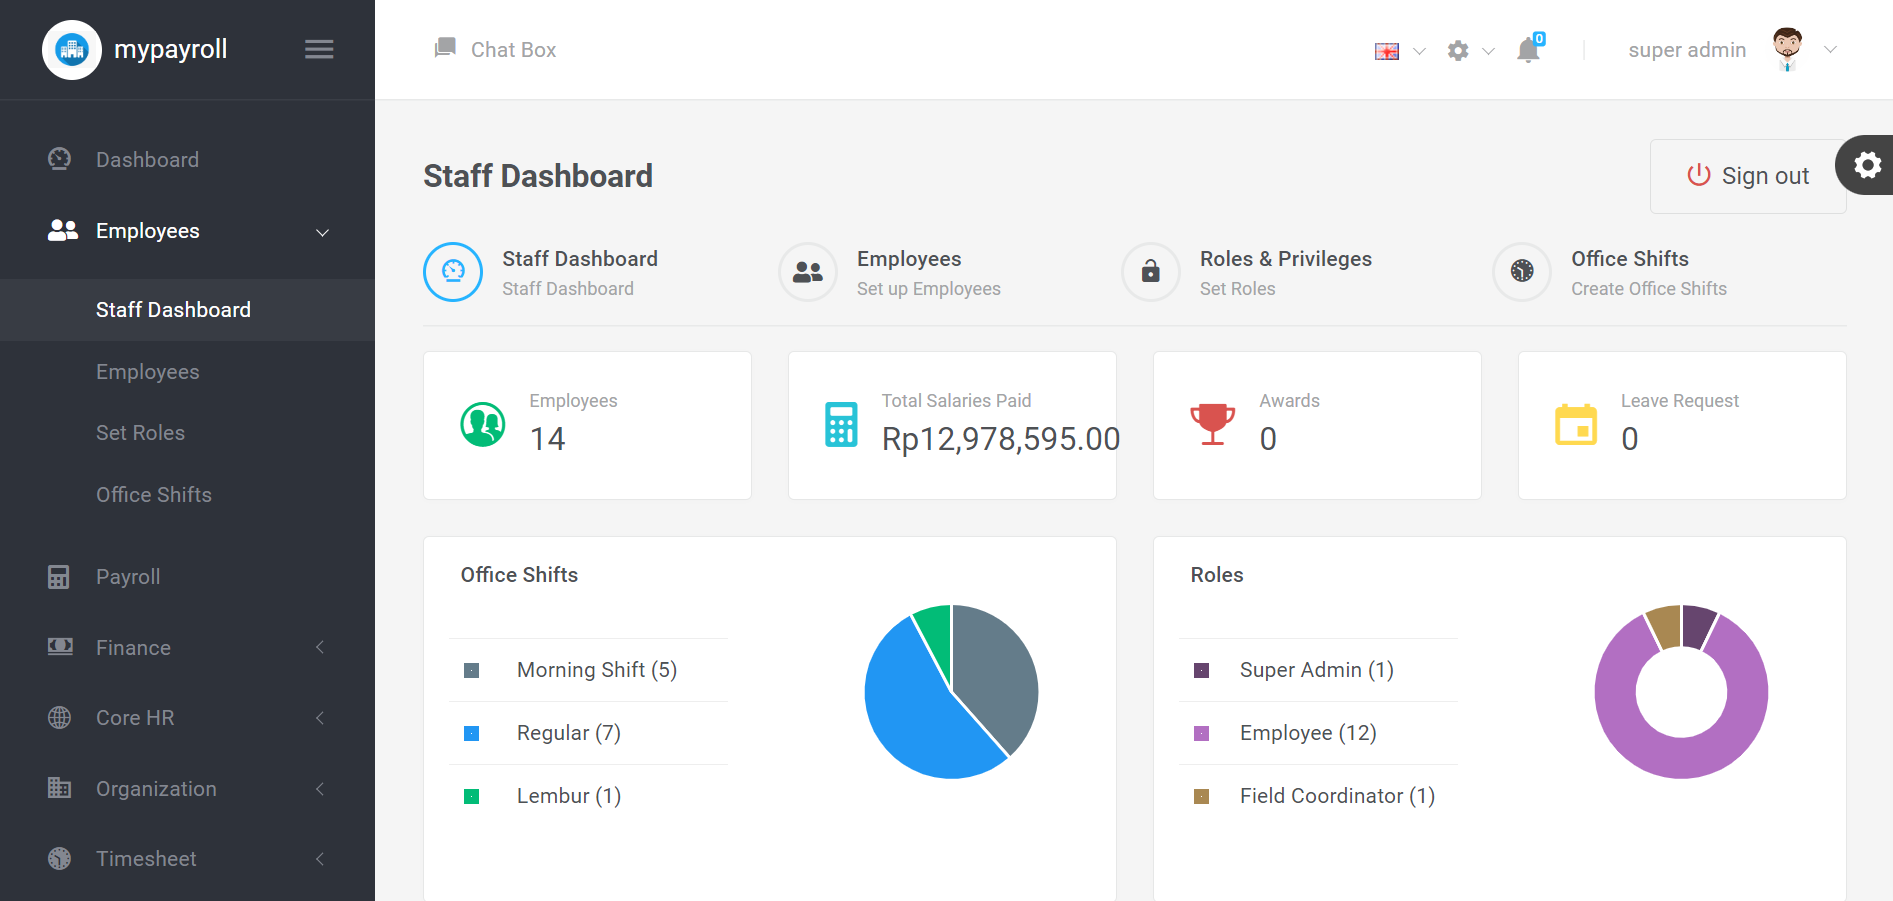 mypayroll
Chat Box
0
super admin
Dashboard
Employees
Staff Dashboard
Employees
Set Roles
Office Shifts
Payroll
Finance
Core HR
Organization
Timesheet
Staff Dashboard
Sign out
Staff Dashboard
Staff Dashboard
Employees
Set up Employees
Roles & Privileges
Set Roles
Office Shifts
Create Office Shifts
Employees
14
Total Salaries Paid
Rp12,978,595.00
Awards
0
Leave Request
0
Office Shifts
Morning Shift (5)
Regular (7)
Lembur (1)
Roles
Super Admin (1)
Employee (12)
Field Coordinator (1)